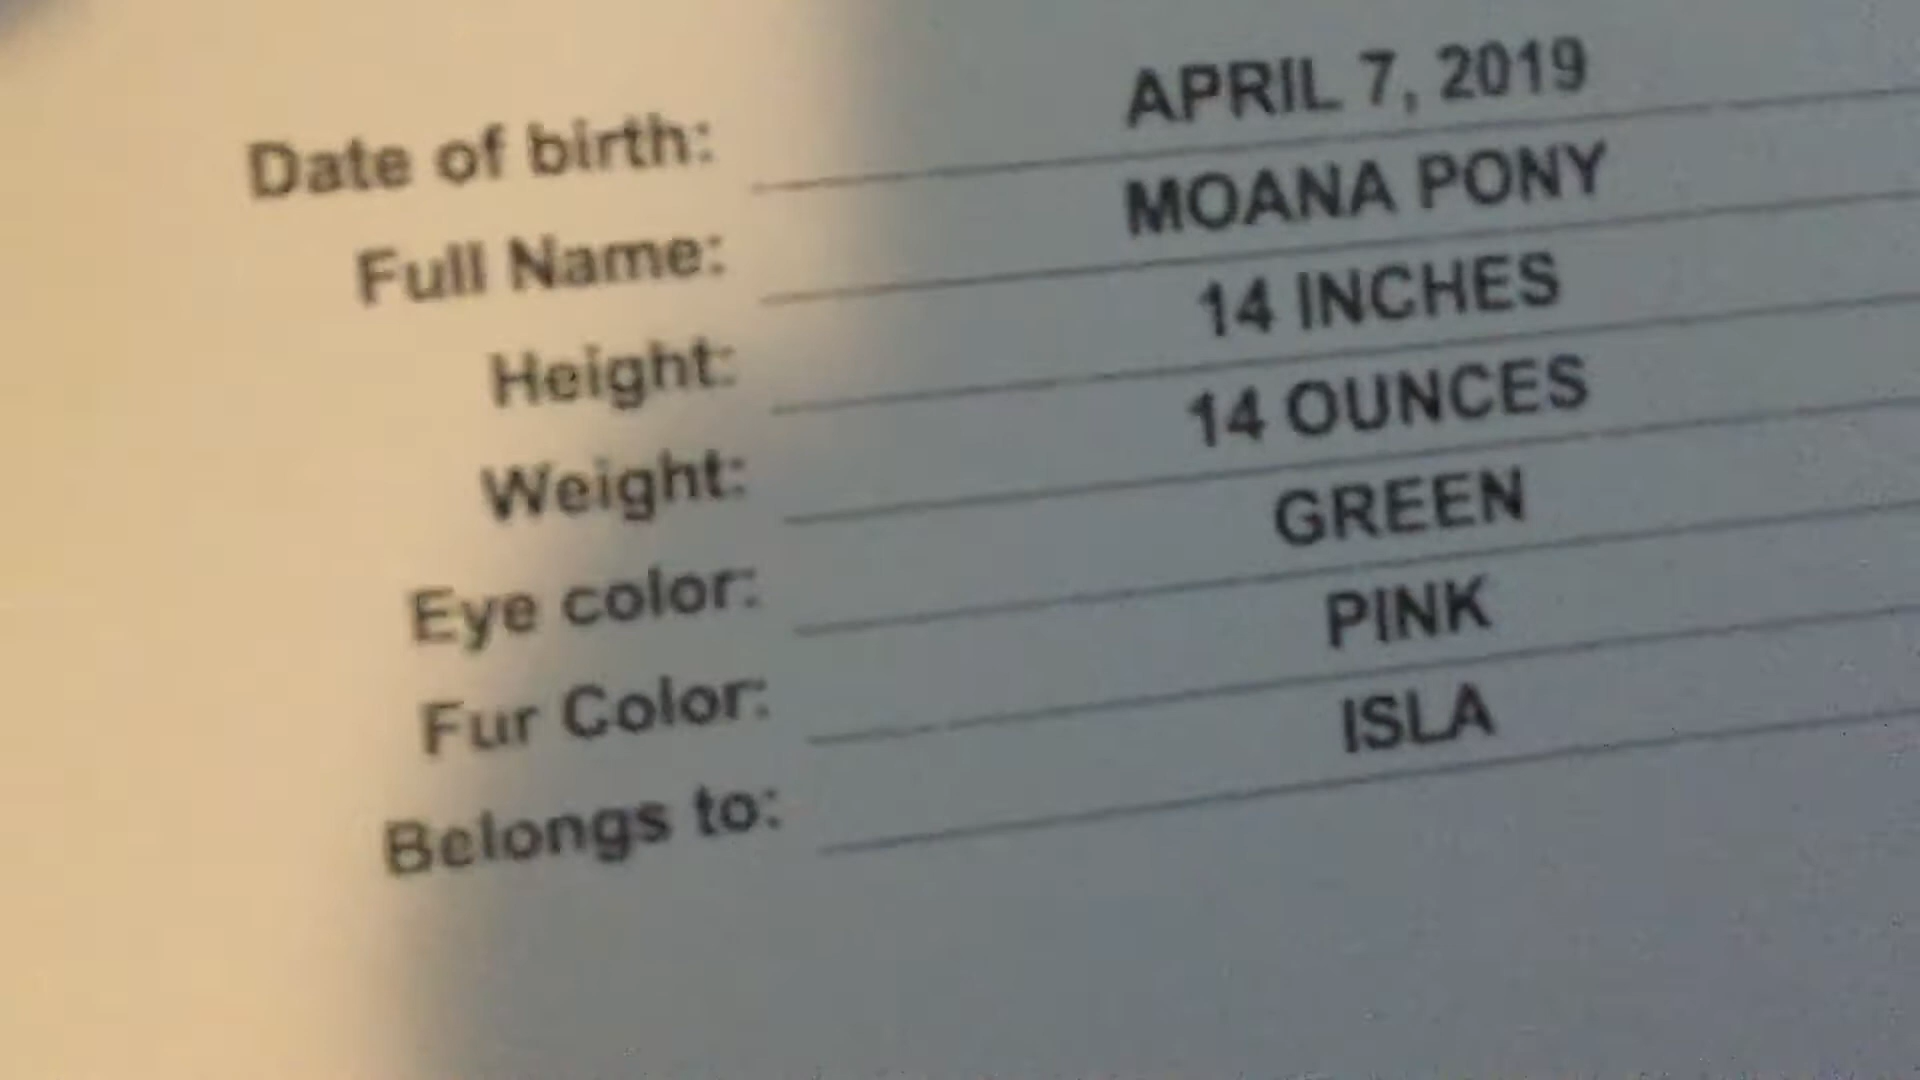 Date of birth: APRIL 7, 2019
Full Name: MOANA PONY
Height: 14 INCHES
Weight: 14 OUNCES
Eye color: GREEN
Fur Color: PINK
Belongs to: ISLA